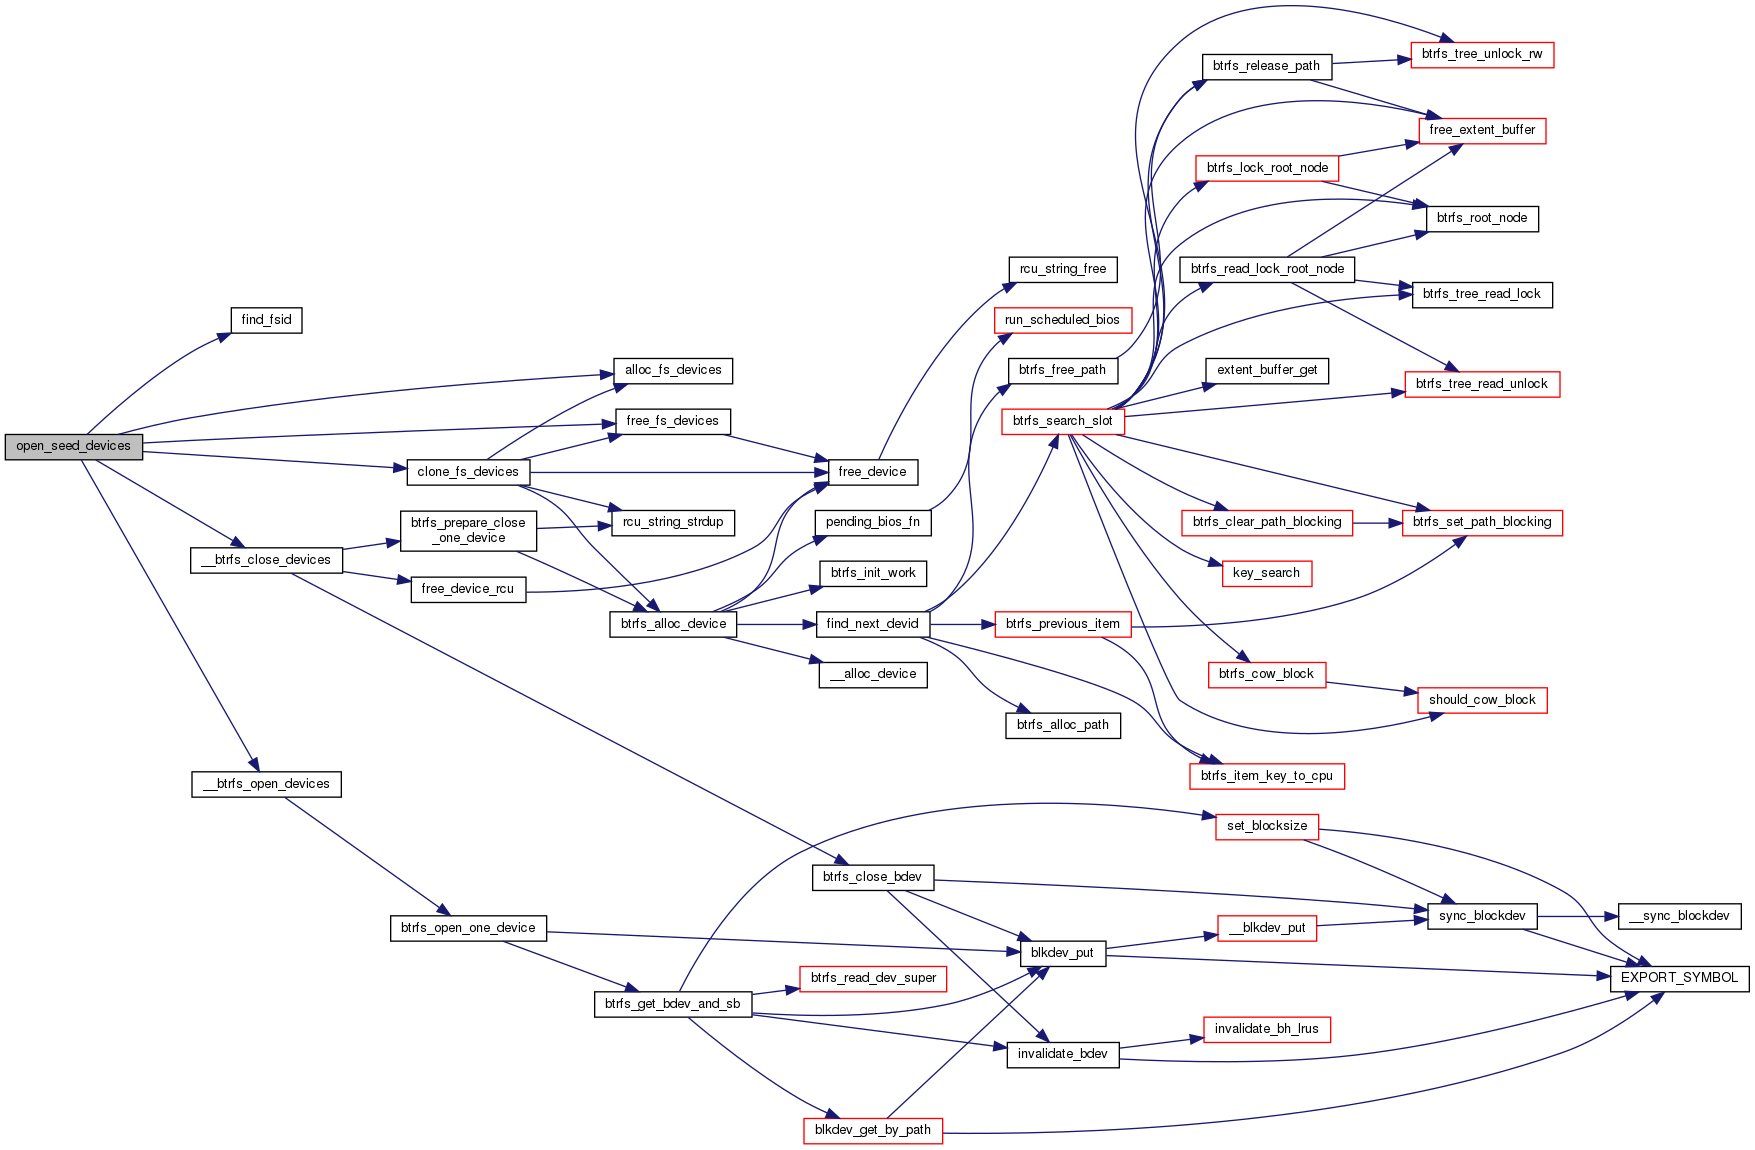 btrfs_tree_unlock_rw
btrfs_release_path
free_extent_buffer
btrfs_lock_root_node
btrfs_root_node
rcu_string_free
btrfs_read_lock_root_node
btrfs_tree_read_lock
find_fsid
run_scheduled_bios
alloc_fs_devices
btrfs_free_path
extent_buffer_get
btrfs_tree_read_unlock
free_fs_devices
btrfs_search_slot
open_seed_devices
clone_fs_devices
free_device
btrfs_prepare_close
_one_device
rcu_string_strdup
pending_bios_fn
btrfs_clear_path_blocking
btrfs_set_path_blocking
__btrfs_close_devices
btrfs_init_work
key_search
free_device_rcu
btrfs_alloc_device
find_next_devid
btrfs_previous_item
__alloc_device
btrfs_cow_block
should_cow_block
btrfs_alloc_path
btrfs_item_key_to_cpu
__btrfs_open_devices
set_blocksize
btrfs_close_bdev
sync_blockdev
__sync_blockdev
btrfs_open_one_device
__blkdev_put
blkdev_put
btrfs_read_dev_super
EXPORT_SYMBOL
btrfs_get_bdev_and_sb
invalidate_bh_lrus
invalidate_bdev
blkdev_get_by_path